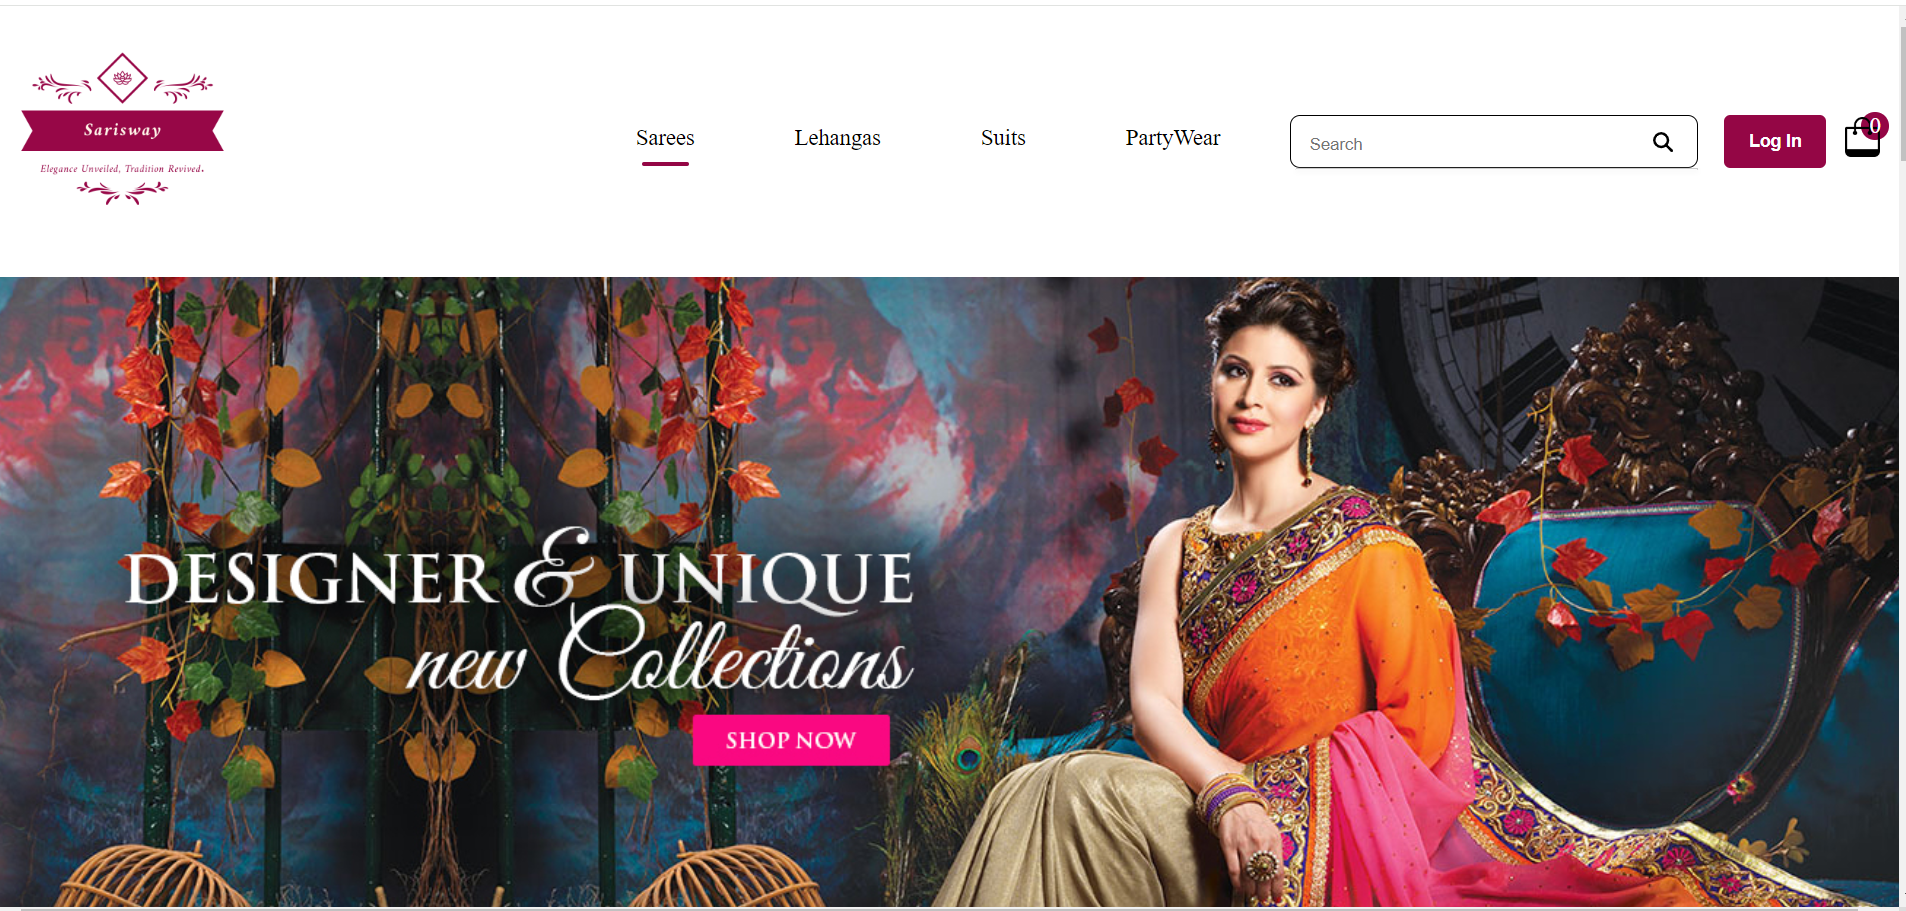 Sarisway
Elegance Unveiled, Tradition Revived.
Sarees Lehangas Suits PartyWear Search Log In 0
DESIGNER & UNIQUE
new Collections
SHOP NOW